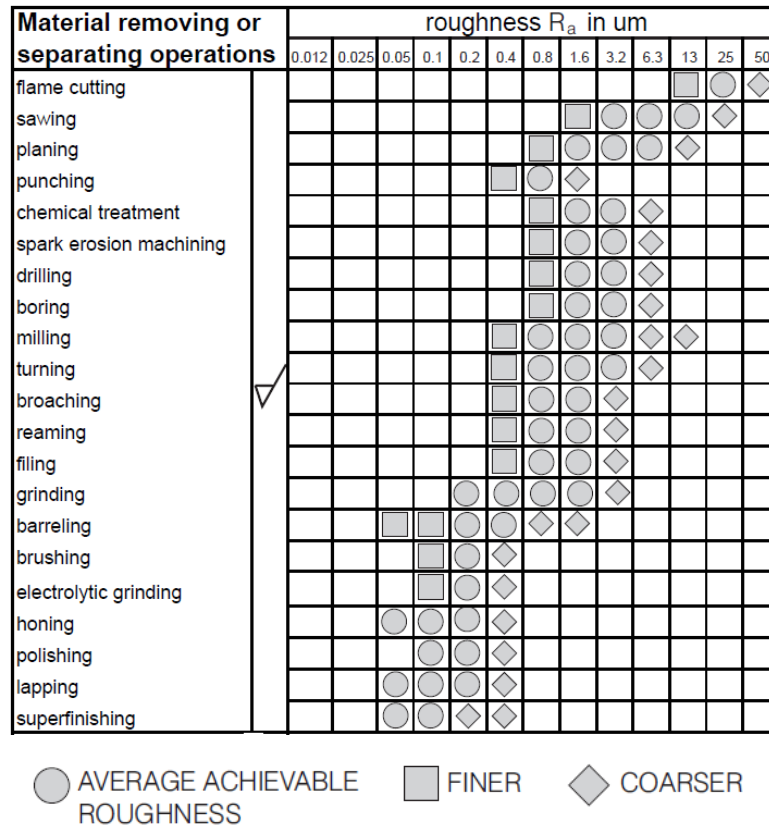 Material removing or
separating operations
roughness Ra in um
0.012 0.025 0.05 0.1 0.2 0.4 0.8 1.6 3.2 6.3 13 25 50
flame cutting
sawing
planing
punching
chemical treatment
spark erosion machining
drilling
boring
milling
turning
broaching
reaming
filing
grinding
barreling
brushing
electrolytic grinding
honing
polishing
lapping
superfinishing
AVERAGE ACHIEVABLE
ROUGHNESS
FINER
COARSER